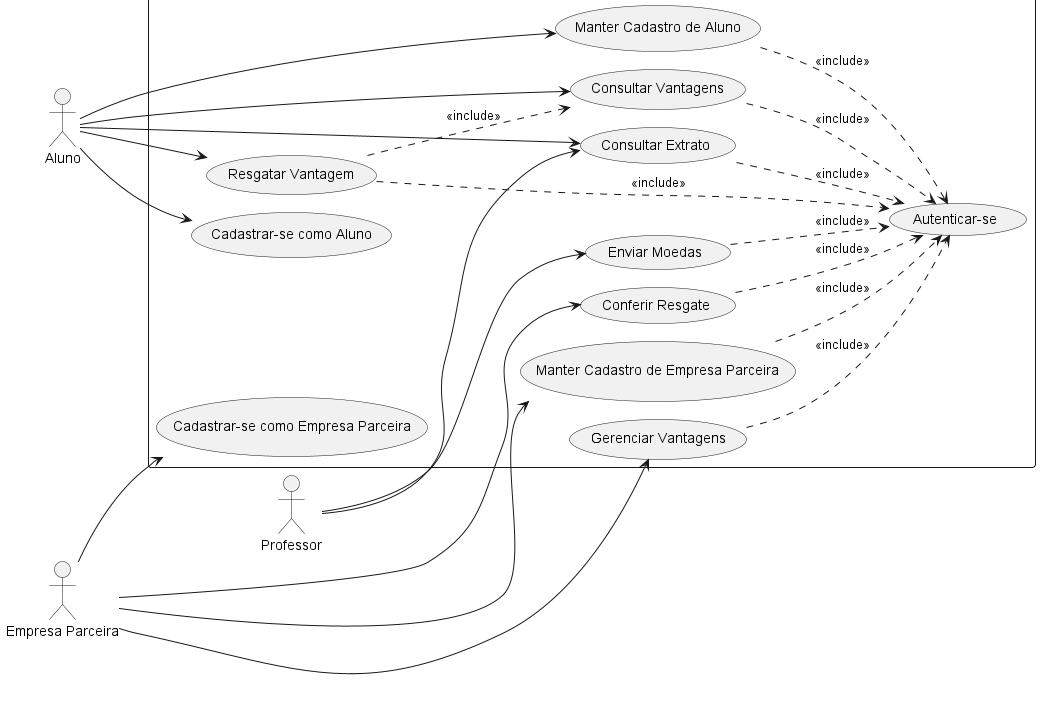 Manter Cadastro de Aluno
«include»
Consultar Vantagens
«include»
«include»
Consultar Extrato
Aluno
Resgatar Vantagem
«include»
«include»
Autenticar-se
Cadastrar-se como Aluno
«include»
Enviar Moedas
«include»
«include»
Conferir Resgate
«include»
Manter Cadastro de Empresa Parceira
Cadastrar-se como Empresa Parceira
Gerenciar Vantagens
Professor
Empresa Parceira